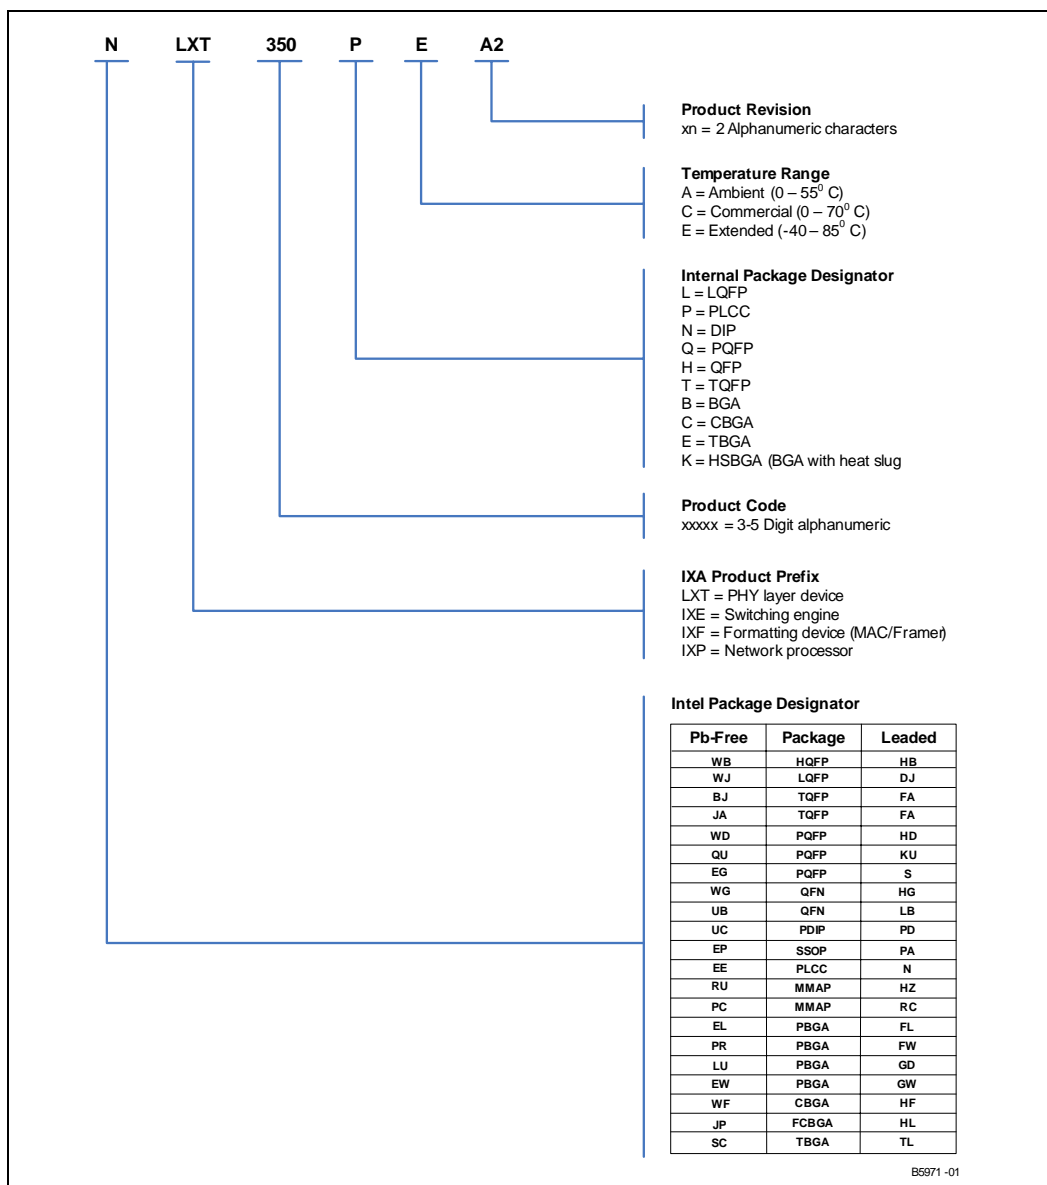 N LXT 350 P E A2
Product Revision
xn = 2 Alphanumeric characters
Temperature Range
A = Ambient (0 – 55⁰ C)
C = Commercial (0 – 70⁰ C)
E = Extended (-40 – 85⁰ C)
Internal Package Designator
L = LQFP
P = PLCC
N = DIP
Q = PQFP
H = QFP
T = TQFP
B = BGA
C = CBGA
E = TBGA
K = HSBGA (BGA with heat slug
Product Code
xxxxx = 3-5 Digit alphanumeric
IXA Product Prefix
LXT = PHY layer device
IXE = Switching engine
IXF = Formatting device (MAC/Framer)
IXP = Network processor
Intel Package Designator
Pb-Free Package Leaded
WB HQFP HB
WJ LQFP DJ
BJ TQFP FA
JA TQFP FA
WD PQFP HD
QU PQFP KU
EG PQFP S
WG QFN HG
UB QFN LB
UC PDIP PD
EP SSOP PA
EE PLCC N
RU MMAP HZ
PC MMAP RC
EL PBGA FL
PR PBGA FW
LU PBGA GD
EW PBGA GW
WF CBGA HF
JP FCBGA HL
SC TBGA TL
B5971 -01